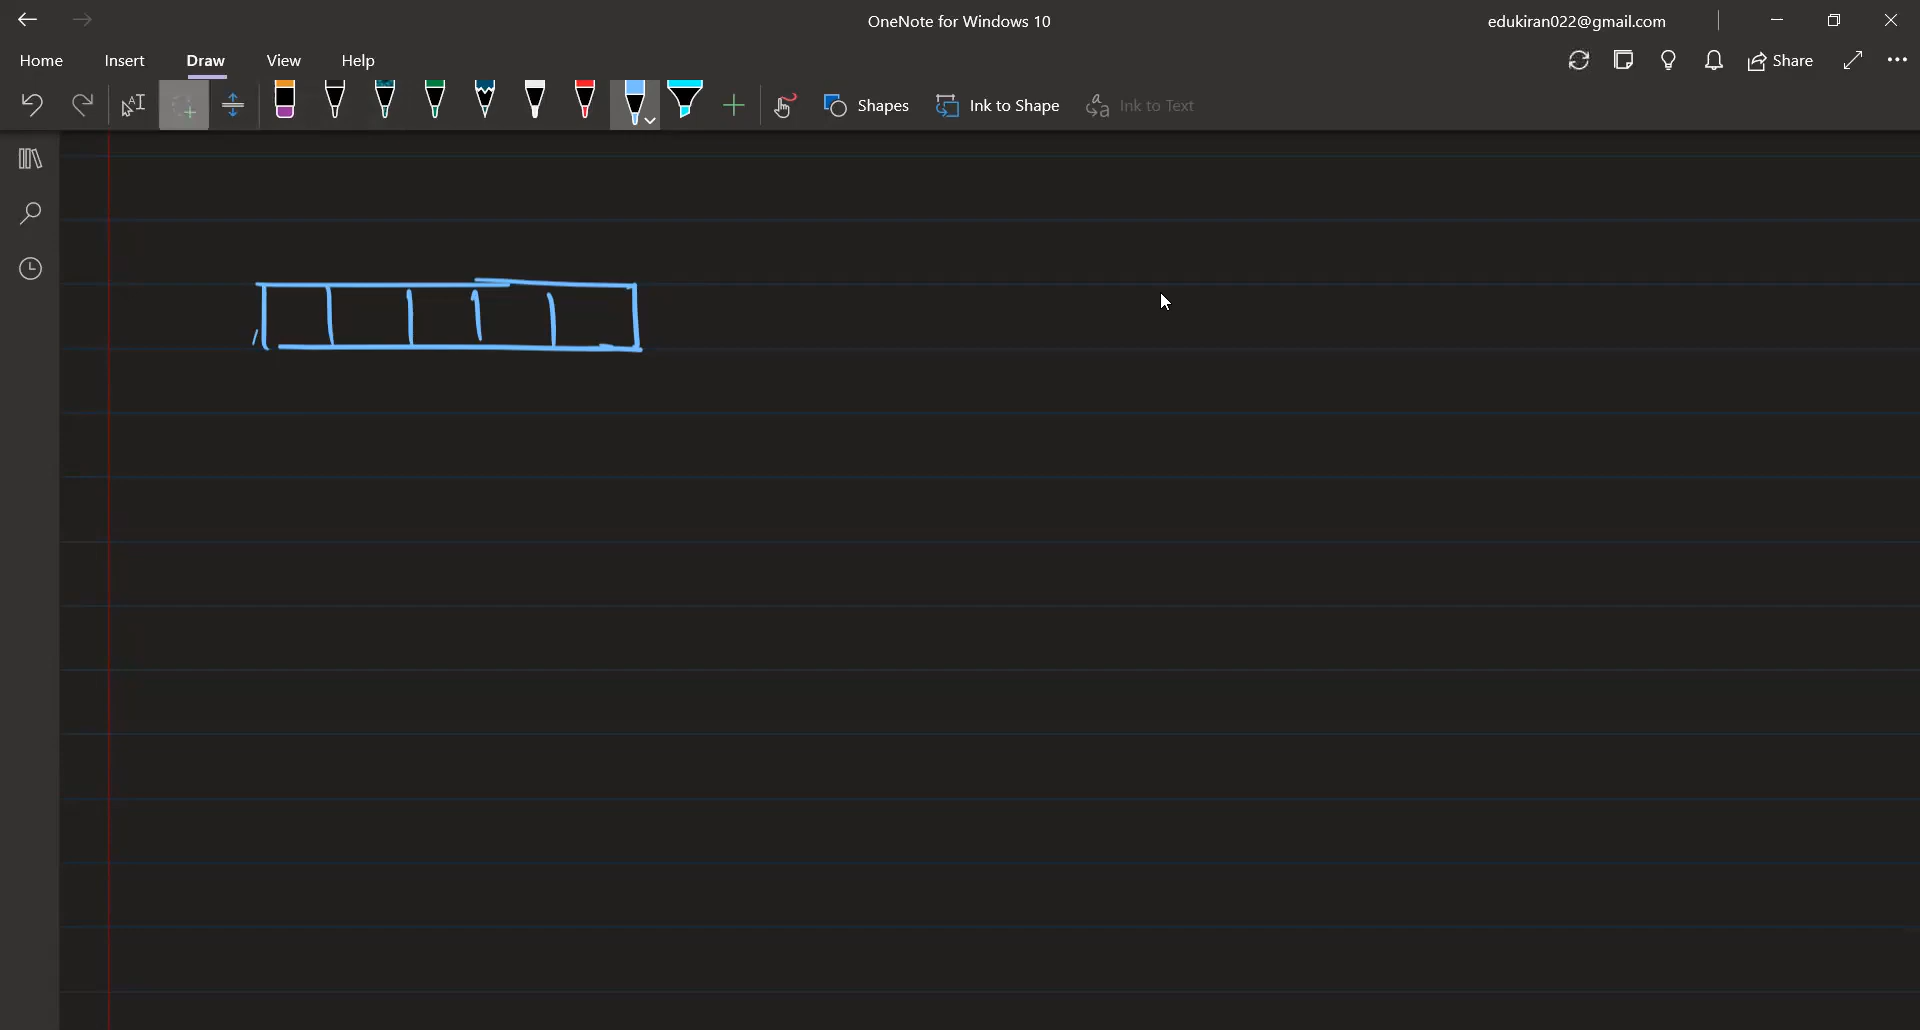 OneNote for Windows 10
edukiran022@gmail.com
Home Insert Draw View Help
Share
Shapes Ink to Shape Ink to Text